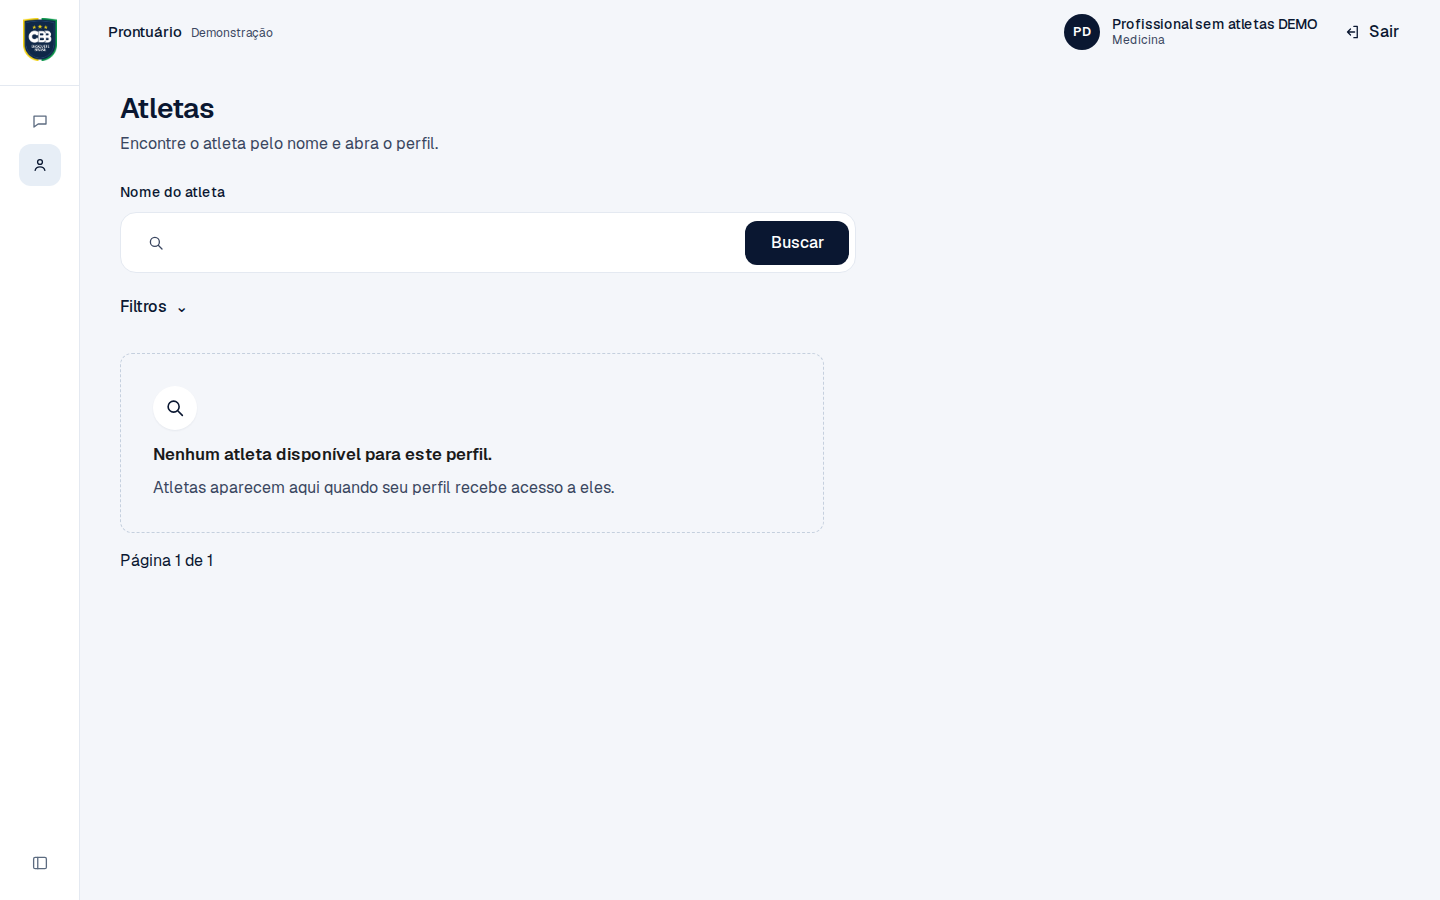 CBB
Prontuário Demonstração
PD
Profissional sem atletas DEMO
Medicina
Sair
Atletas
Encontre o atleta pelo nome e abra o perfil.
Nome do atleta
Buscar
Filtros
Nenhum atleta disponível para este perfil.
Atletas aparecem aqui quando seu perfil recebe acesso a eles.
Página 1 de 1